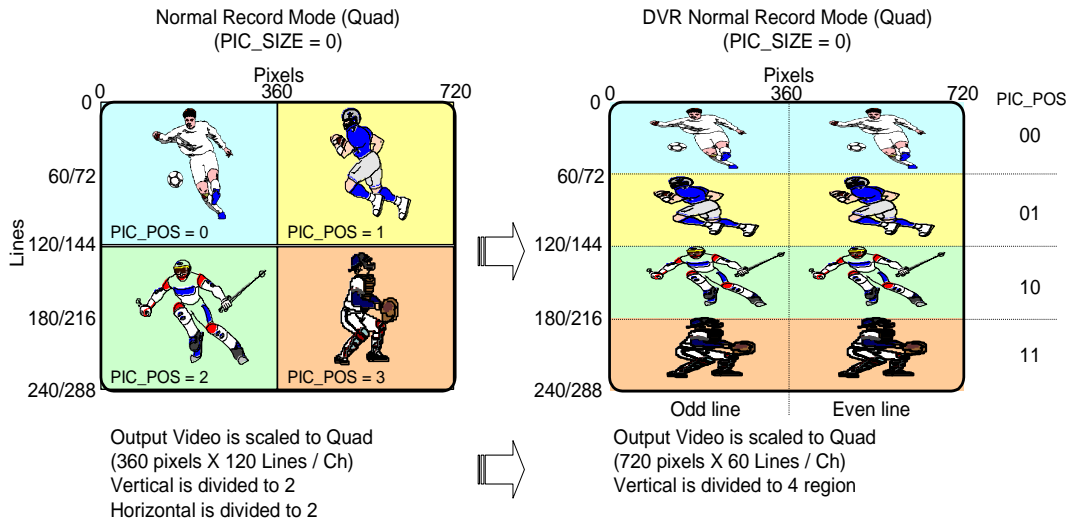 Normal Record Mode (Quad)
(PIC_SIZE = 0)
Pixels
0 360 720
0
60/72
120/144
180/216
240/288
Lines
PIC_POS = 0
PIC_POS = 1
PIC_POS = 2
PIC_POS = 3
Output Video is scaled to Quad
(360 pixels X 120 Lines / Ch)
Vertical is divided to 2
Horizontal is divided to 2
DVR Normal Record Mode (Quad)
(PIC_SIZE = 0)
Pixels
0 360 720
PIC_POS
0
00
60/72
01
120/144
10
180/216
11
240/288
Odd line Even line
Output Video is scaled to Quad
(720 pixels X 60 Lines / Ch)
Vertical is divided to 4 region